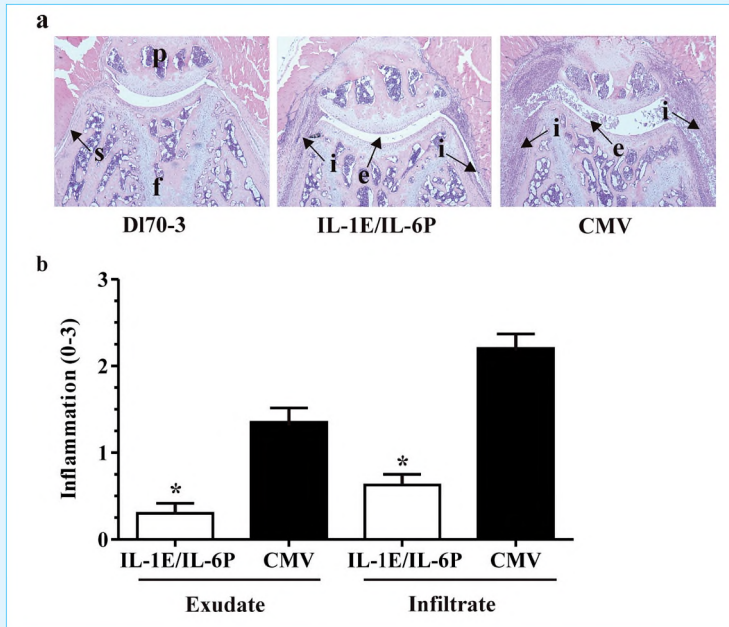 a
p
s
f
i
e
i
i
e
i
Dl70-3 IL-1E/IL-6P CMV
b
Inflammation (0-3)
3
2
1
0
*
*
IL-1E/IL-6P CMV IL-1E/IL-6P CMV
Exudate Infiltrate